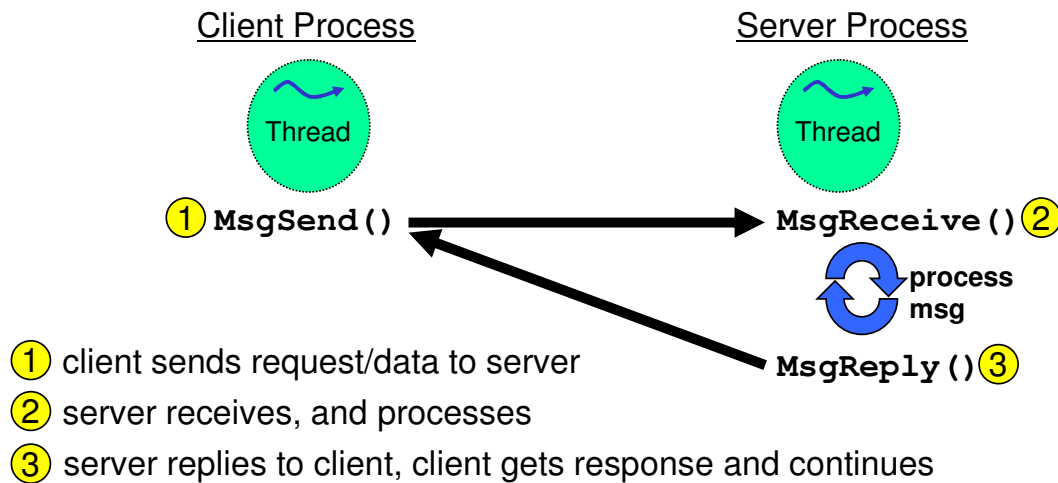 Client Process
Server Process
Thread
Thread
1 MsgSend()
MsgReceive() 2
process
msg
MsgReply() 3
1 client sends request/data to server
2 server receives, and processes
3 server replies to client, client gets response and continues